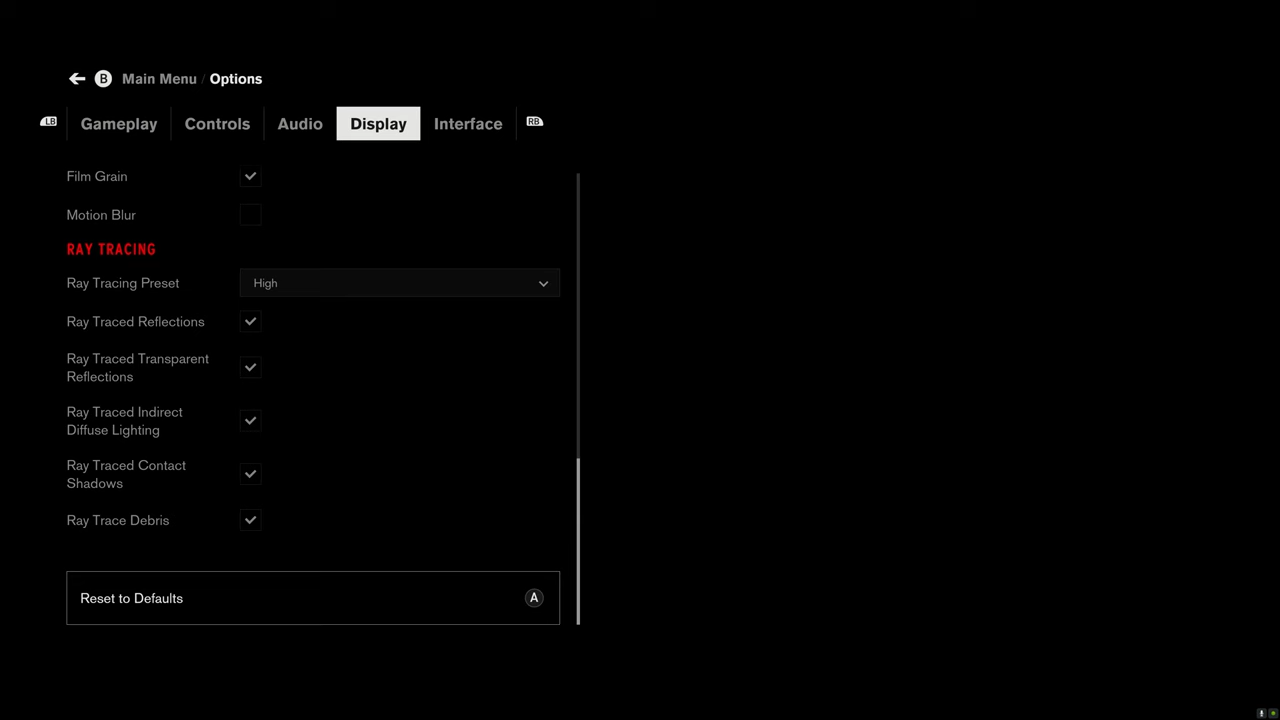 B Main Menu / Options
LB Gameplay Controls Audio Display Interface RB
Film Grain
Motion Blur
RAY TRACING
Ray Tracing Preset High
Ray Traced Reflections
Ray Traced Transparent
Reflections
Ray Traced Indirect
Diffuse Lighting
Ray Traced Contact
Shadows
Ray Trace Debris
Reset to Defaults A